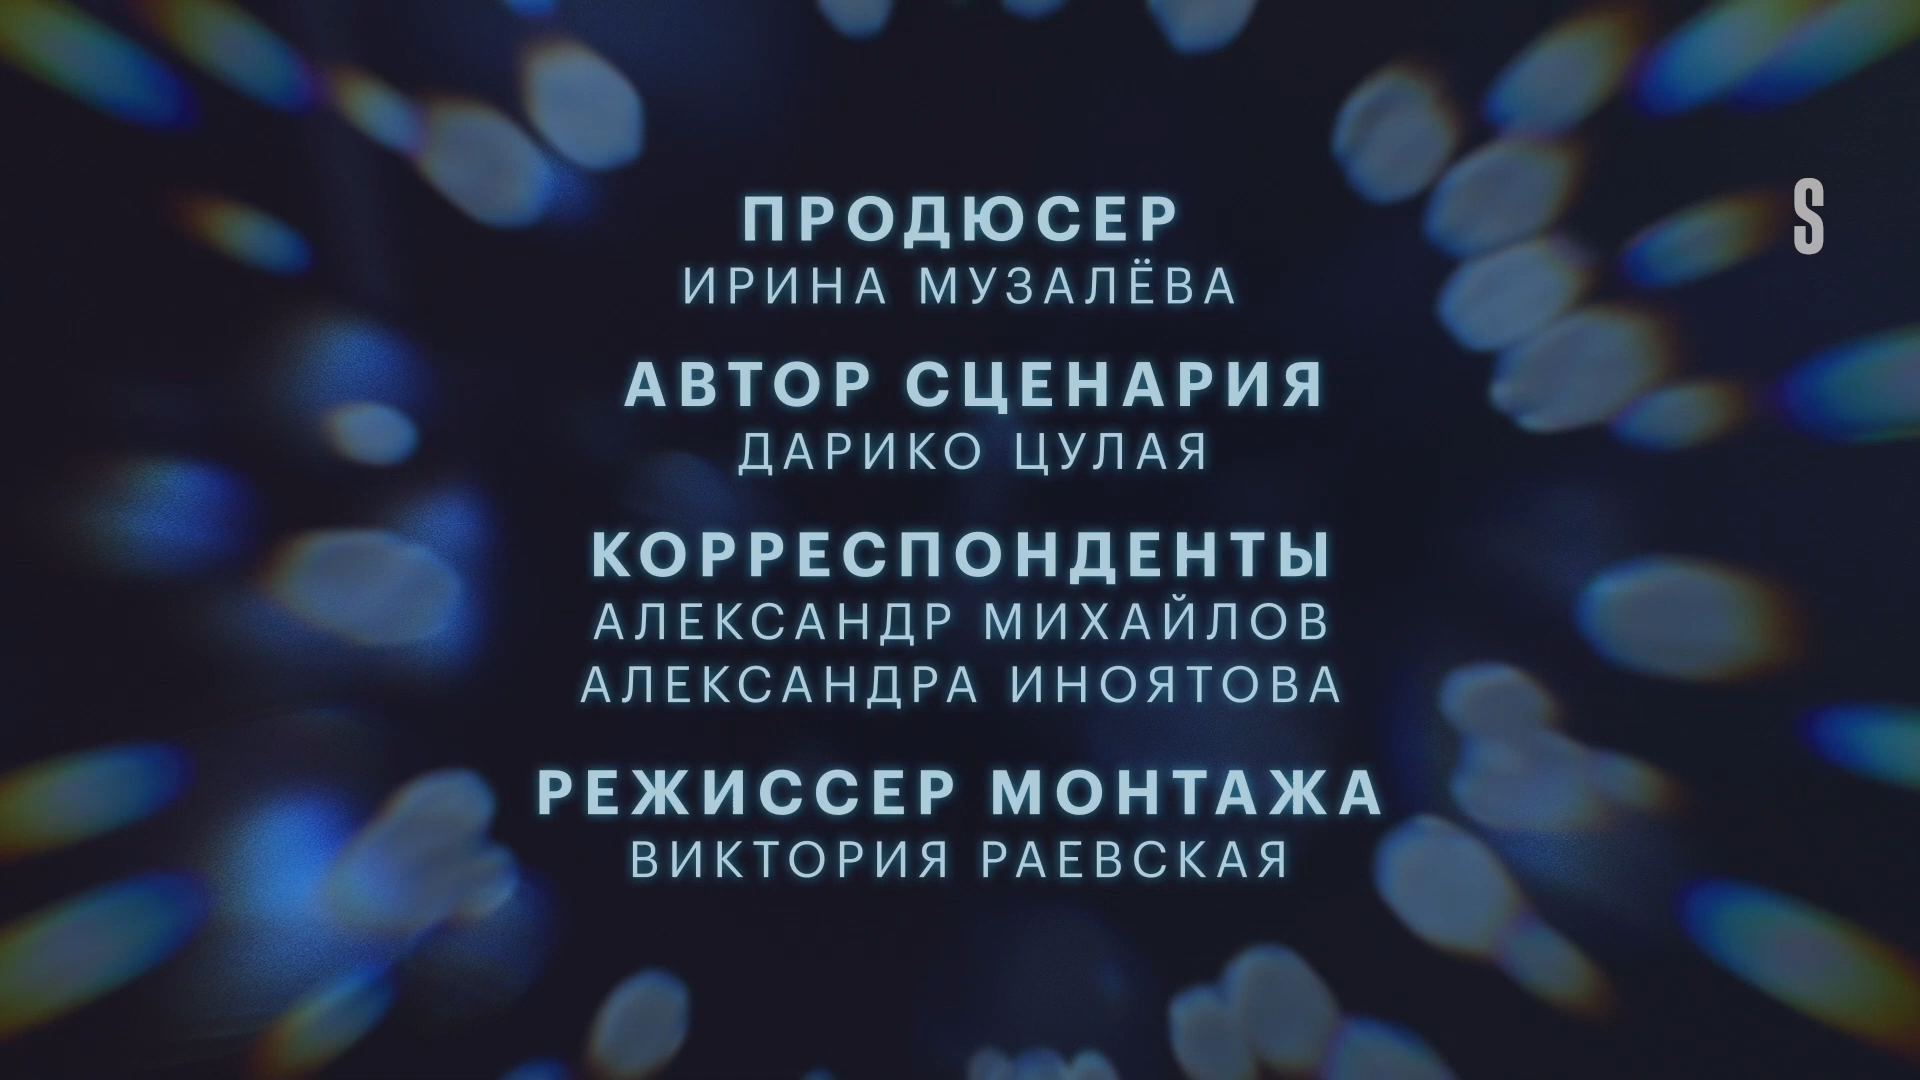 ПРОДЮСЕР
ИРИНА МУЗАЛЁВА
S
АВТОР СЦЕНАРИЯ
ДАРИКО ЦУЛАЯ
КОРРЕСПОНДЕНТЫ
АЛЕКСАНДР МИХАЙЛОВ
АЛЕКСАНДРА ИНОЯТОВА
РЕЖИССЕР МОНТАЖА
ВИКТОРИЯ РАЕВСКАЯ